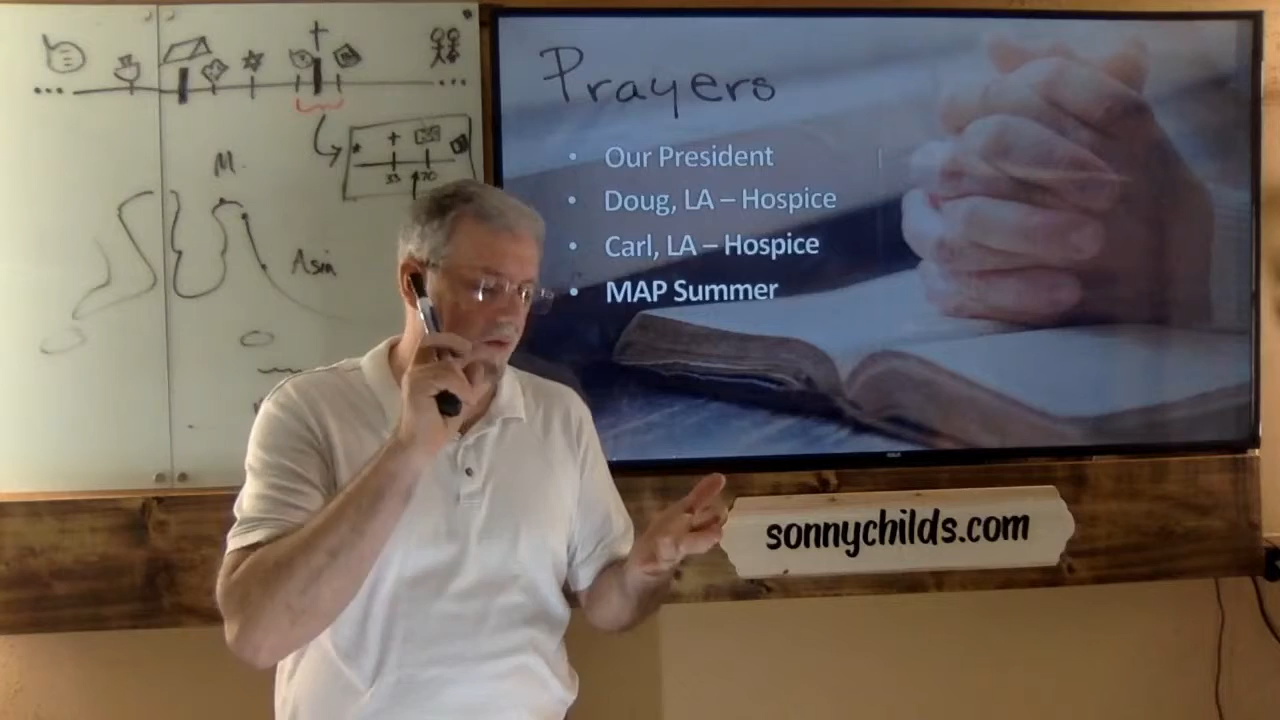 Prayers
• Our President
• Doug, LA – Hospice
• Carl, LA – Hospice
• MAP Summer
33
70
M.
Asia
sonnychilds.com